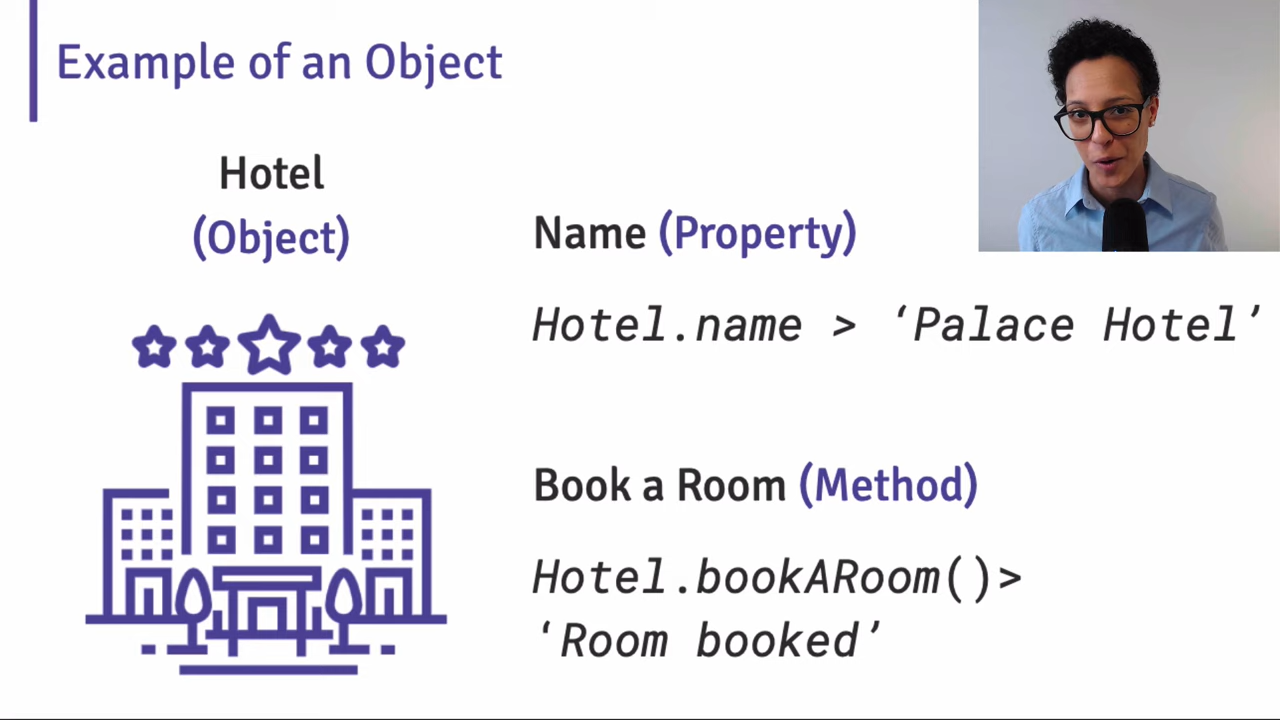 Example of an Object
Hotel
(Object)
Name (Property)
Hotel.name > ‘Palace Hotel’
Book a Room (Method)
Hotel.bookARoom()>
‘Room booked’